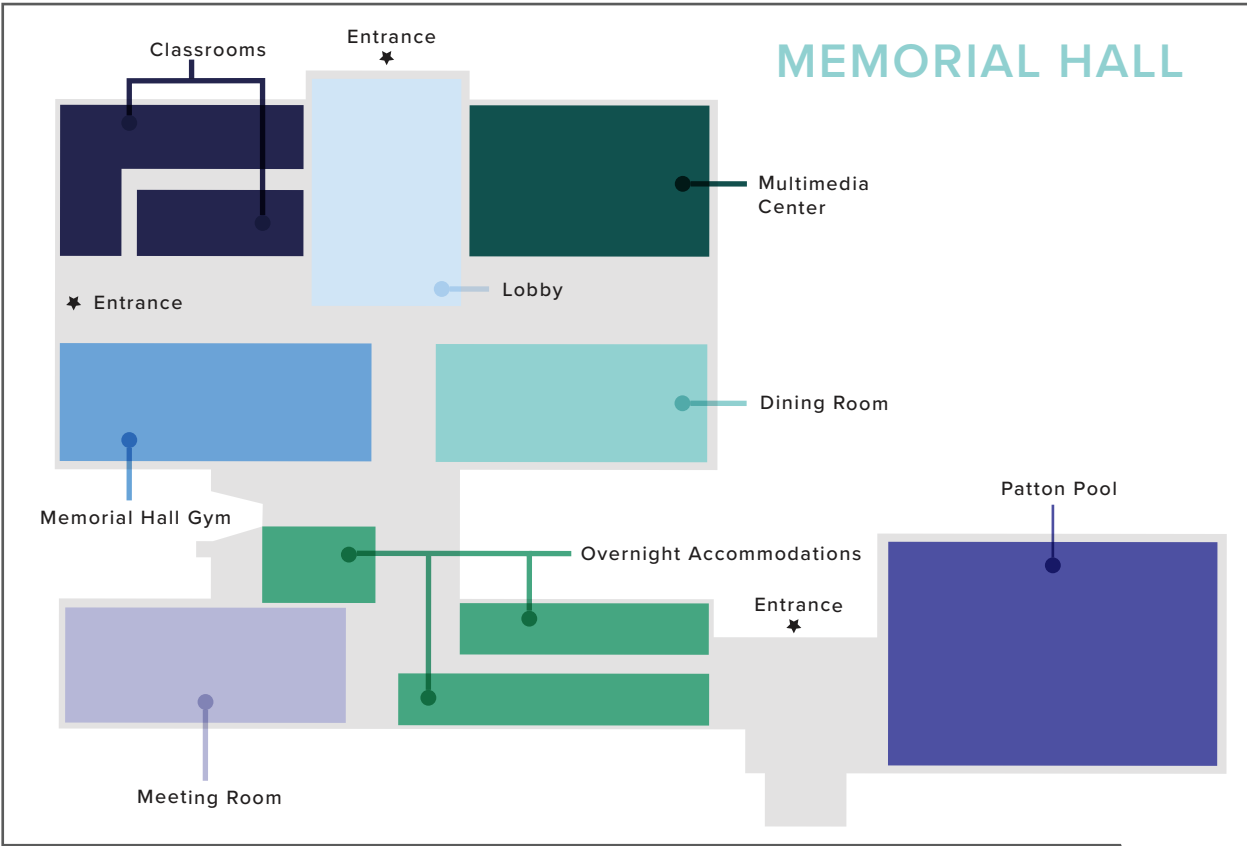 Entrance
Classrooms
MEMORIAL HALL
Multimedia
Center
Lobby
Entrance
Dining Room
Memorial Hall Gym
Patton Pool
Overnight Accommodations
Entrance
Meeting Room